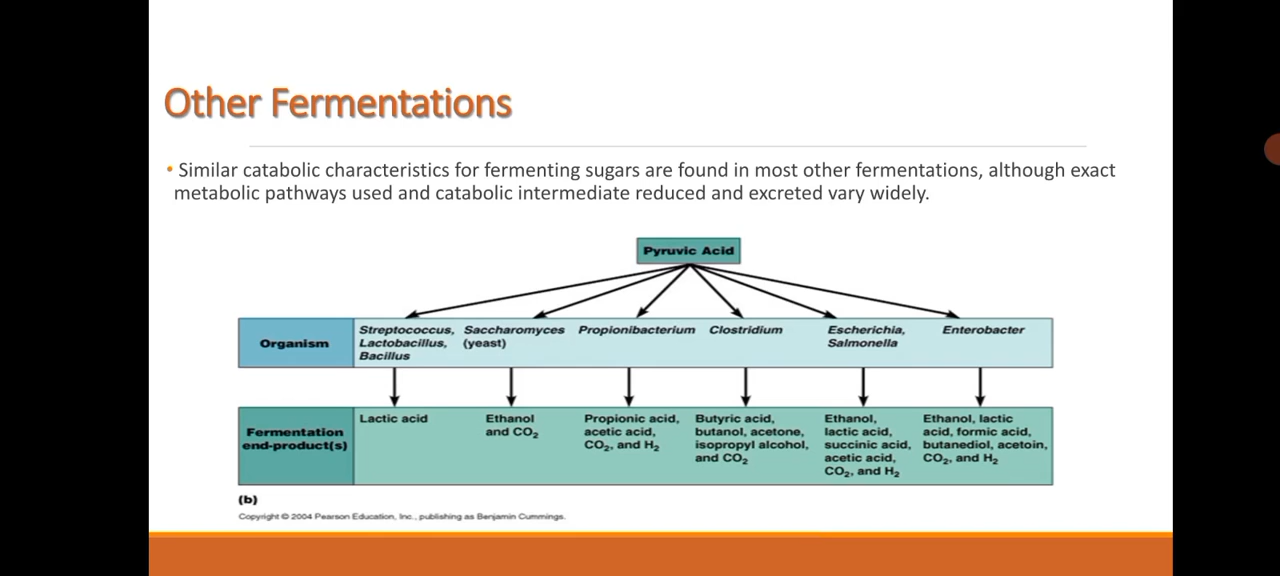 Other Fermentations
• Similar catabolic characteristics for fermenting sugars are found in most other fermentations, although exact
metabolic pathways used and catabolic intermediate reduced and excreted vary widely.
Pyruvic Acid
Organism
Streptococcus,
Lactobacillus,
Bacillus
Saccharomyces
(yeast)
Propionibacterium
Clostridium
Escherichia,
Salmonella
Enterobacter
Fermentation
end-product(s)
Lactic acid
Ethanol
and CO₂
Propionic acid,
acetic acid,
CO₂, and H₂
Butyric acid,
butanol, acetone,
isopropyl alcohol,
and CO₂
Ethanol,
lactic acid,
succinic acid,
acetic acid,
CO₂, and H₂
Ethanol, lactic
acid, formic acid,
butanediol, acetoin,
CO₂, and H₂
(b)
Copyright © 2004 Pearson Education, Inc., publishing as Benjamin Cummings.